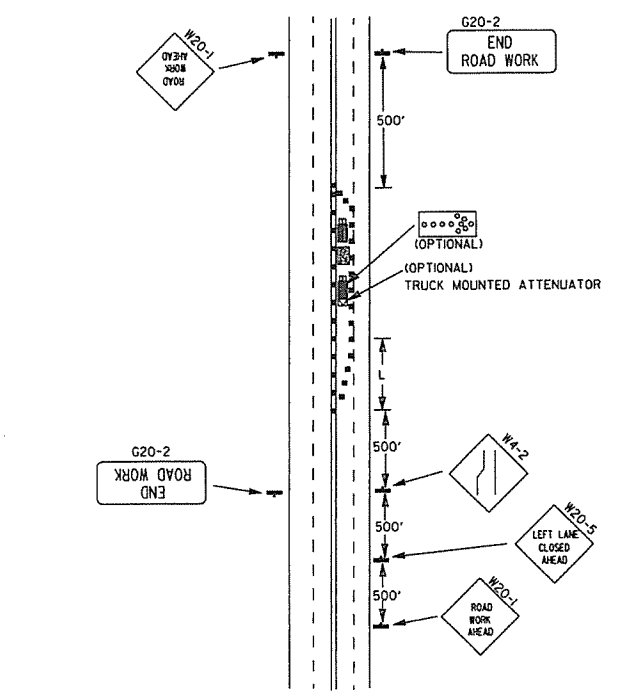 G20-2
END
ROAD WORK
W20-1
ROAD
WORK
AHEAD
500'
(OPTIONAL)
(OPTIONAL)
TRUCK MOUNTED ATTENUATOR
L
500'
W4-2
G20-2
END
ROAD WORK
500'
W20-5
LEFT LANE
CLOSED
AHEAD
500'
W20-1
ROAD
WORK
AHEAD